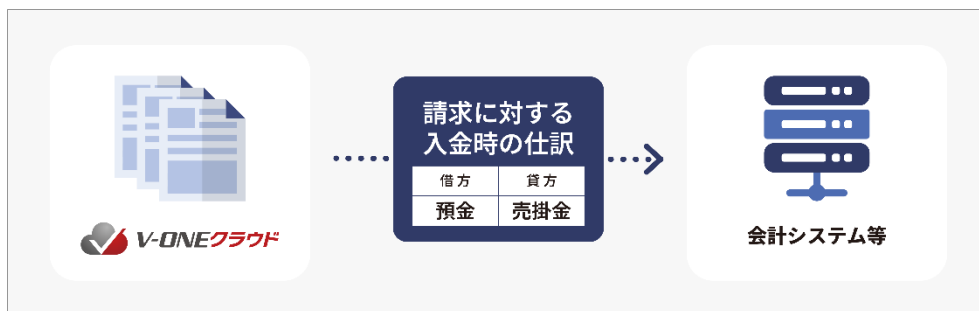 V-ONEクラウド
請求に対する
入金時の仕訳
借方 貸方
預金 売掛金
会計システム等